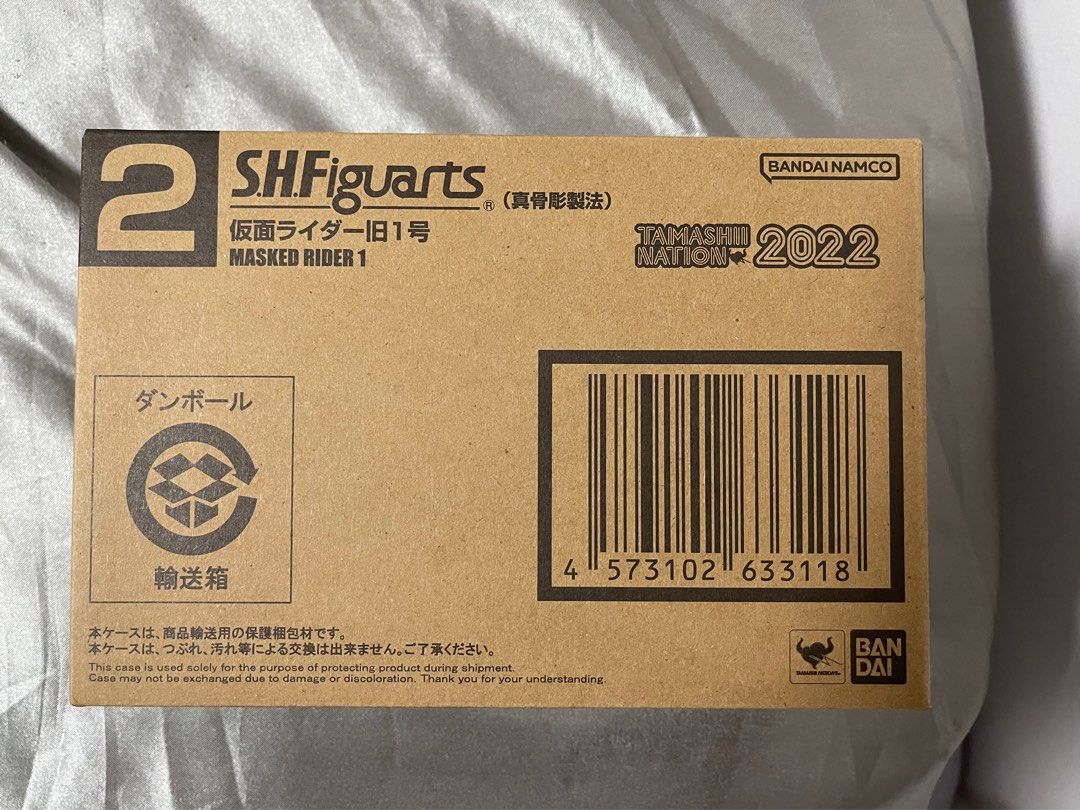 2
S.H.Figuarts® (真骨彫製法)
仮面ライダー旧1号
MASKED RIDER 1
BANDAI NAMCO
TAMASHII
NATION 2022
ダンボール
輸送箱
4 573102 633118
本ケースは、商品輸送用の保護梱包材です。
本ケースは、つぶれ、汚れ等による交換は出来ません。ご了承ください。
This case is used solely for the purpose of protecting product during shipment.
Case may not be exchanged due to damage or discoloration. Thank you for your understanding.
TAMASHII NATIONS™
BAN
DAI